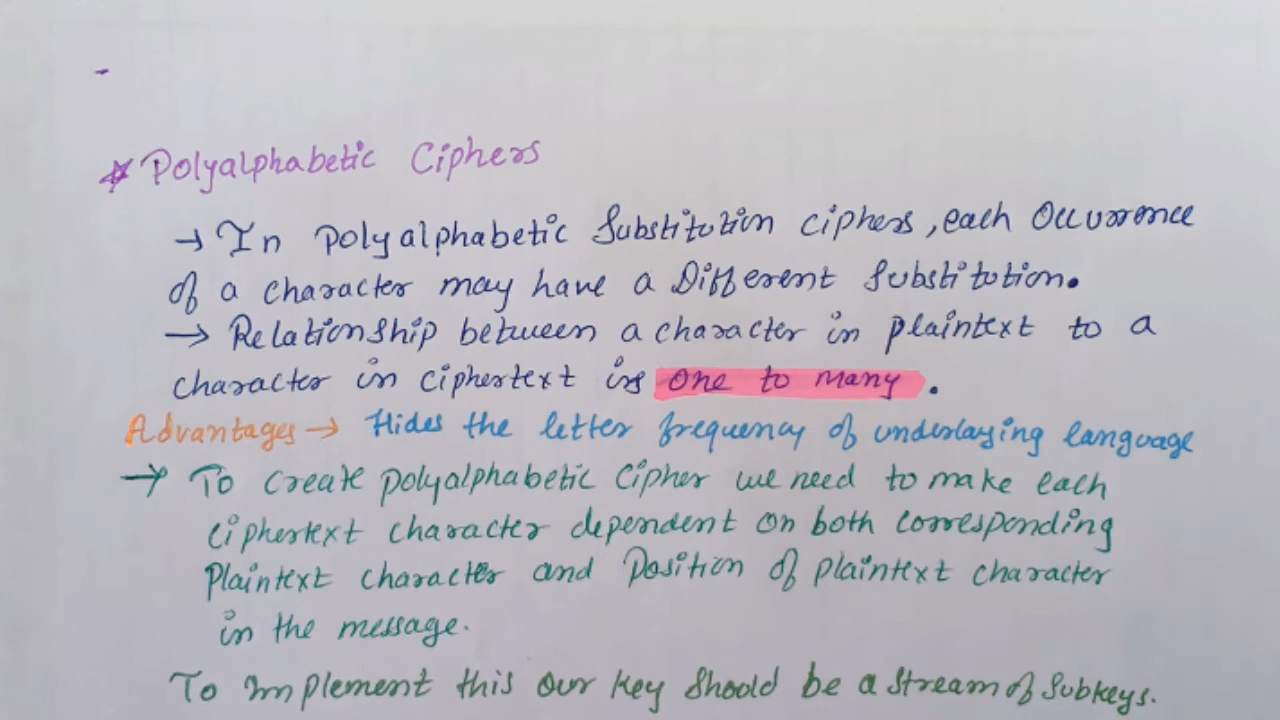 * Polyalphabetic Ciphers
→ In polyalphabetic Substitution ciphers, each Occurrence
of a character may have a Different Substitution.
→ Relationship between a character in plaintext to a
character in ciphertext is one to many.
Advantages → Hides the letter frequency of underlaying language
→ To create polyalphabetic Cipher we need to make each
ciphertext character dependent on both corresponding
Plaintext character and Position of plaintext character
in the message.
To implement this our key should be a stream of subkeys.